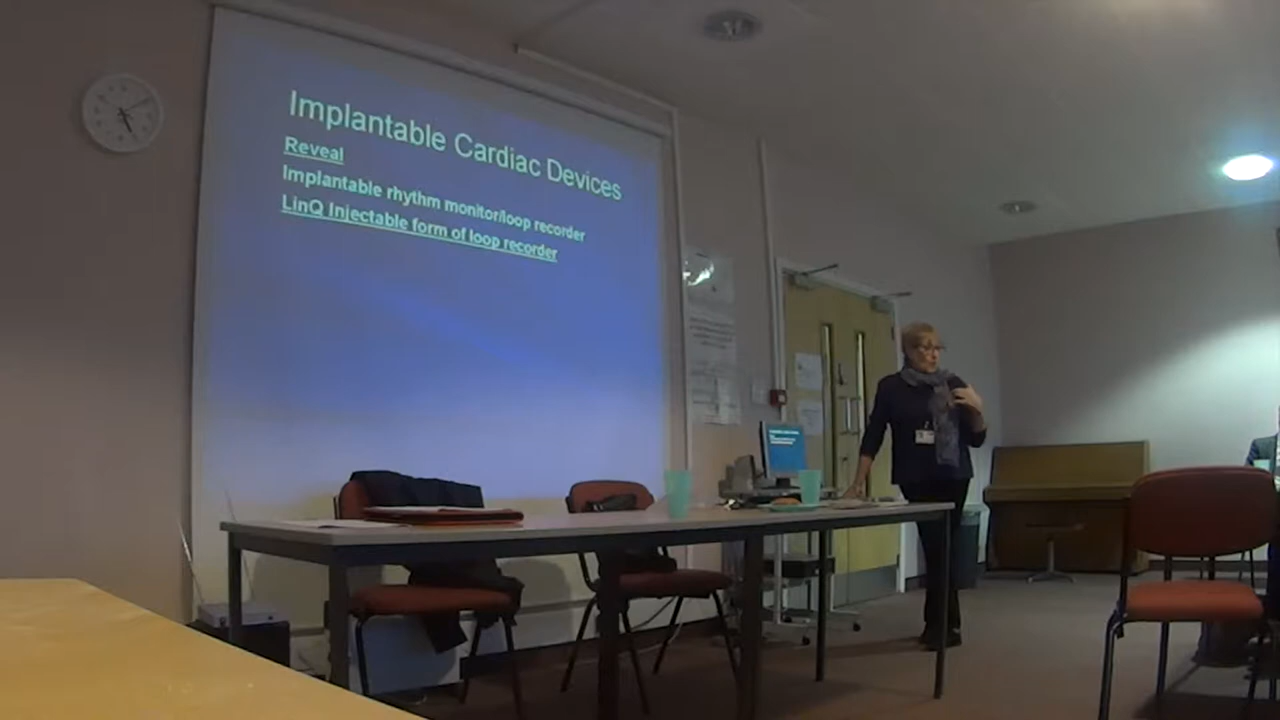 Implantable Cardiac Devices
Reveal
Implantable rhythm monitor/loop recorder
LinQ Injectable form of loop recorder